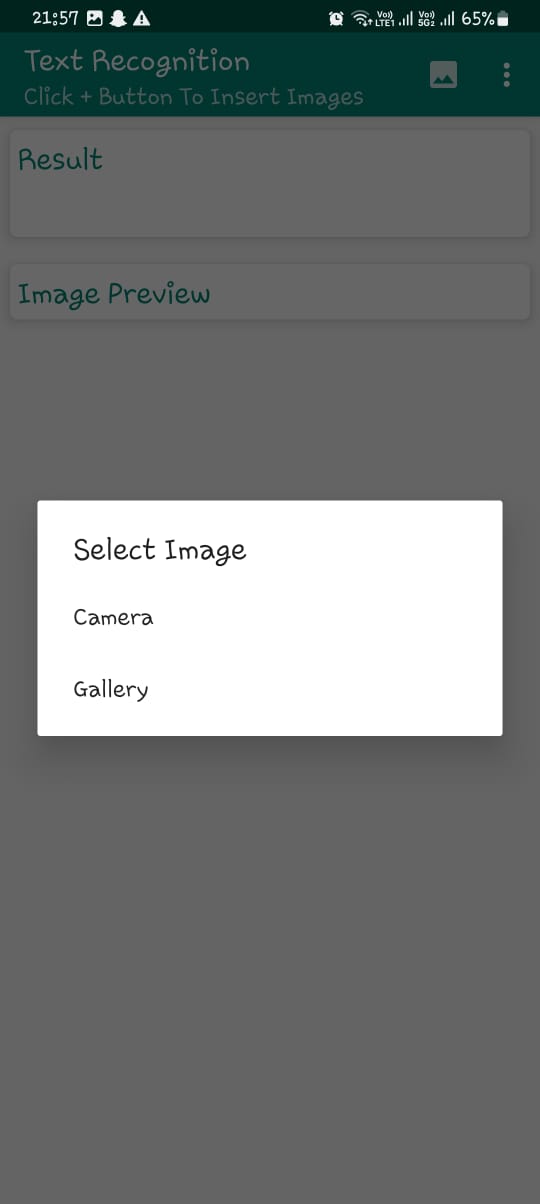 21:57 Vo)) LTE1 Vo)) 5G2 65%
Text Recognition
Click + Button To Insert Images
Result
Image Preview
Select Image
Camera
Gallery